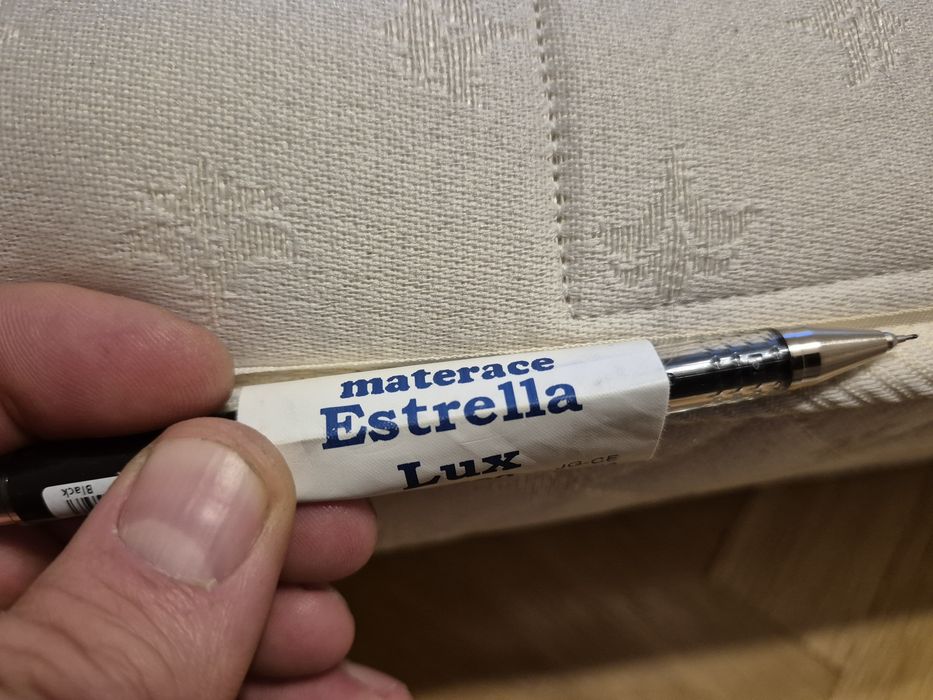 materace
Estrella
Lux
Black